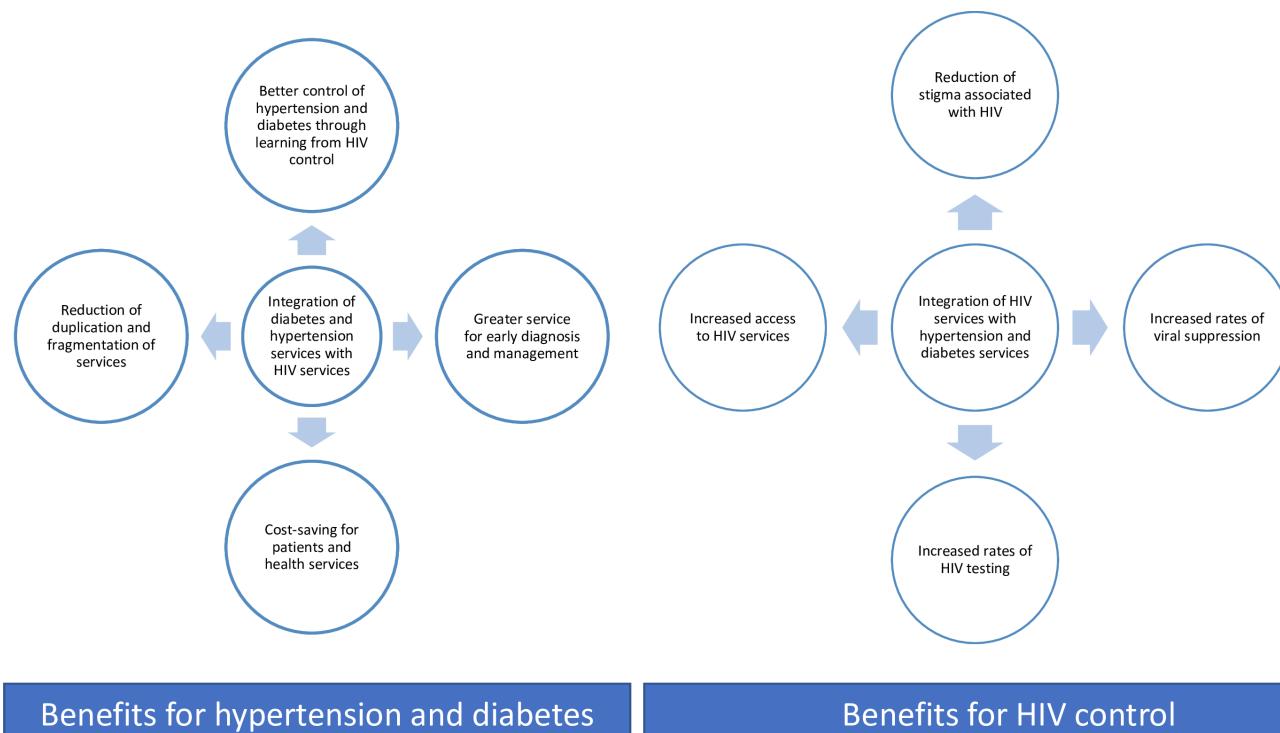 Better control of
hypertension and
diabetes through
learning from HIV
control
Reduction of
duplication and
fragmentation of
services
Integration of
diabetes and
hypertension
services with
HIV services
Greater service
for early diagnosis
and management
Cost-saving for
patients and
health services
Benefits for hypertension and diabetes
Reduction of
stigma associated
with HIV
Increased access
to HIV services
Integration of HIV
services with
hypertension and
diabetes services
Increased rates of
viral suppression
Increased rates of
HIV testing
Benefits for HIV control